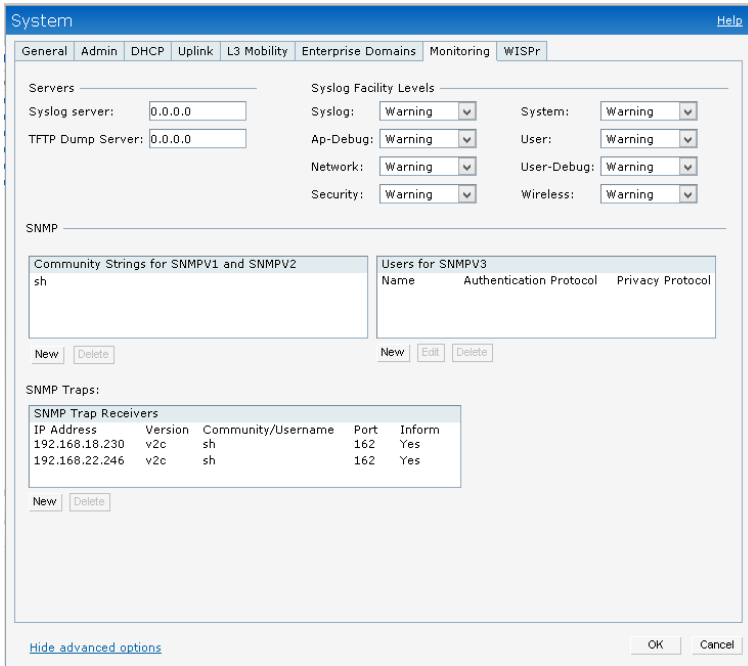 System
Help
General Admin DHCP Uplink L3 Mobility Enterprise Domains Monitoring WISPr
Servers
Syslog server: 0.0.0.0
TFTP Dump Server: 0.0.0.0
Syslog Facility Levels
Syslog: Warning System: Warning
Ap-Debug: Warning User: Warning
Network: Warning User-Debug: Warning
Security: Warning Wireless: Warning
SNMP
Community Strings for SNMPV1 and SNMPV2
sh
New Delete
Users for SNMPV3
Name Authentication Protocol Privacy Protocol
New Edit Delete
SNMP Traps:
SNMP Trap Receivers
IP Address Version Community/Username Port Inform
192.168.18.230 v2c sh 162 Yes
192.168.22.246 v2c sh 162 Yes
New Delete
Hide advanced options
OK Cancel